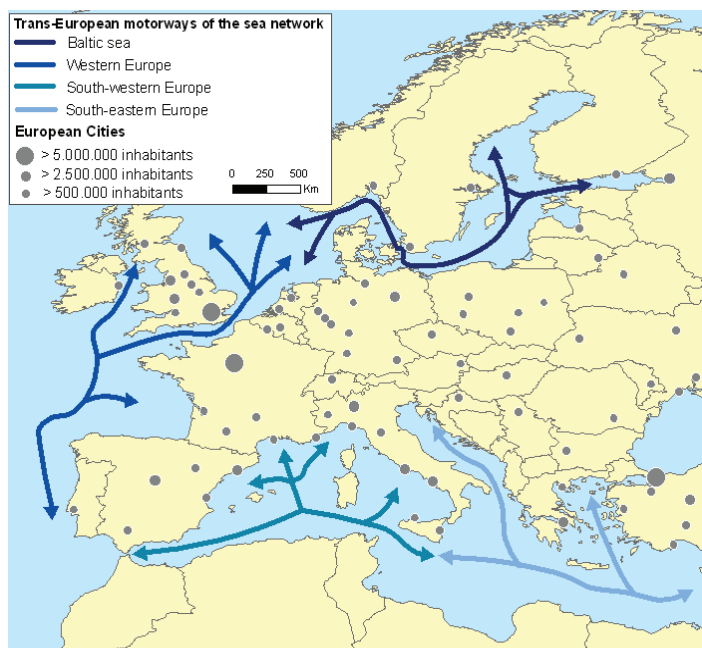 Trans-European motorways of the sea network
Baltic sea
Western Europe
South-western Europe
South-eastern Europe
European Cities
> 5.000.000 inhabitants
> 2.500.000 inhabitants
> 500.000 inhabitants
0 250 500
Km